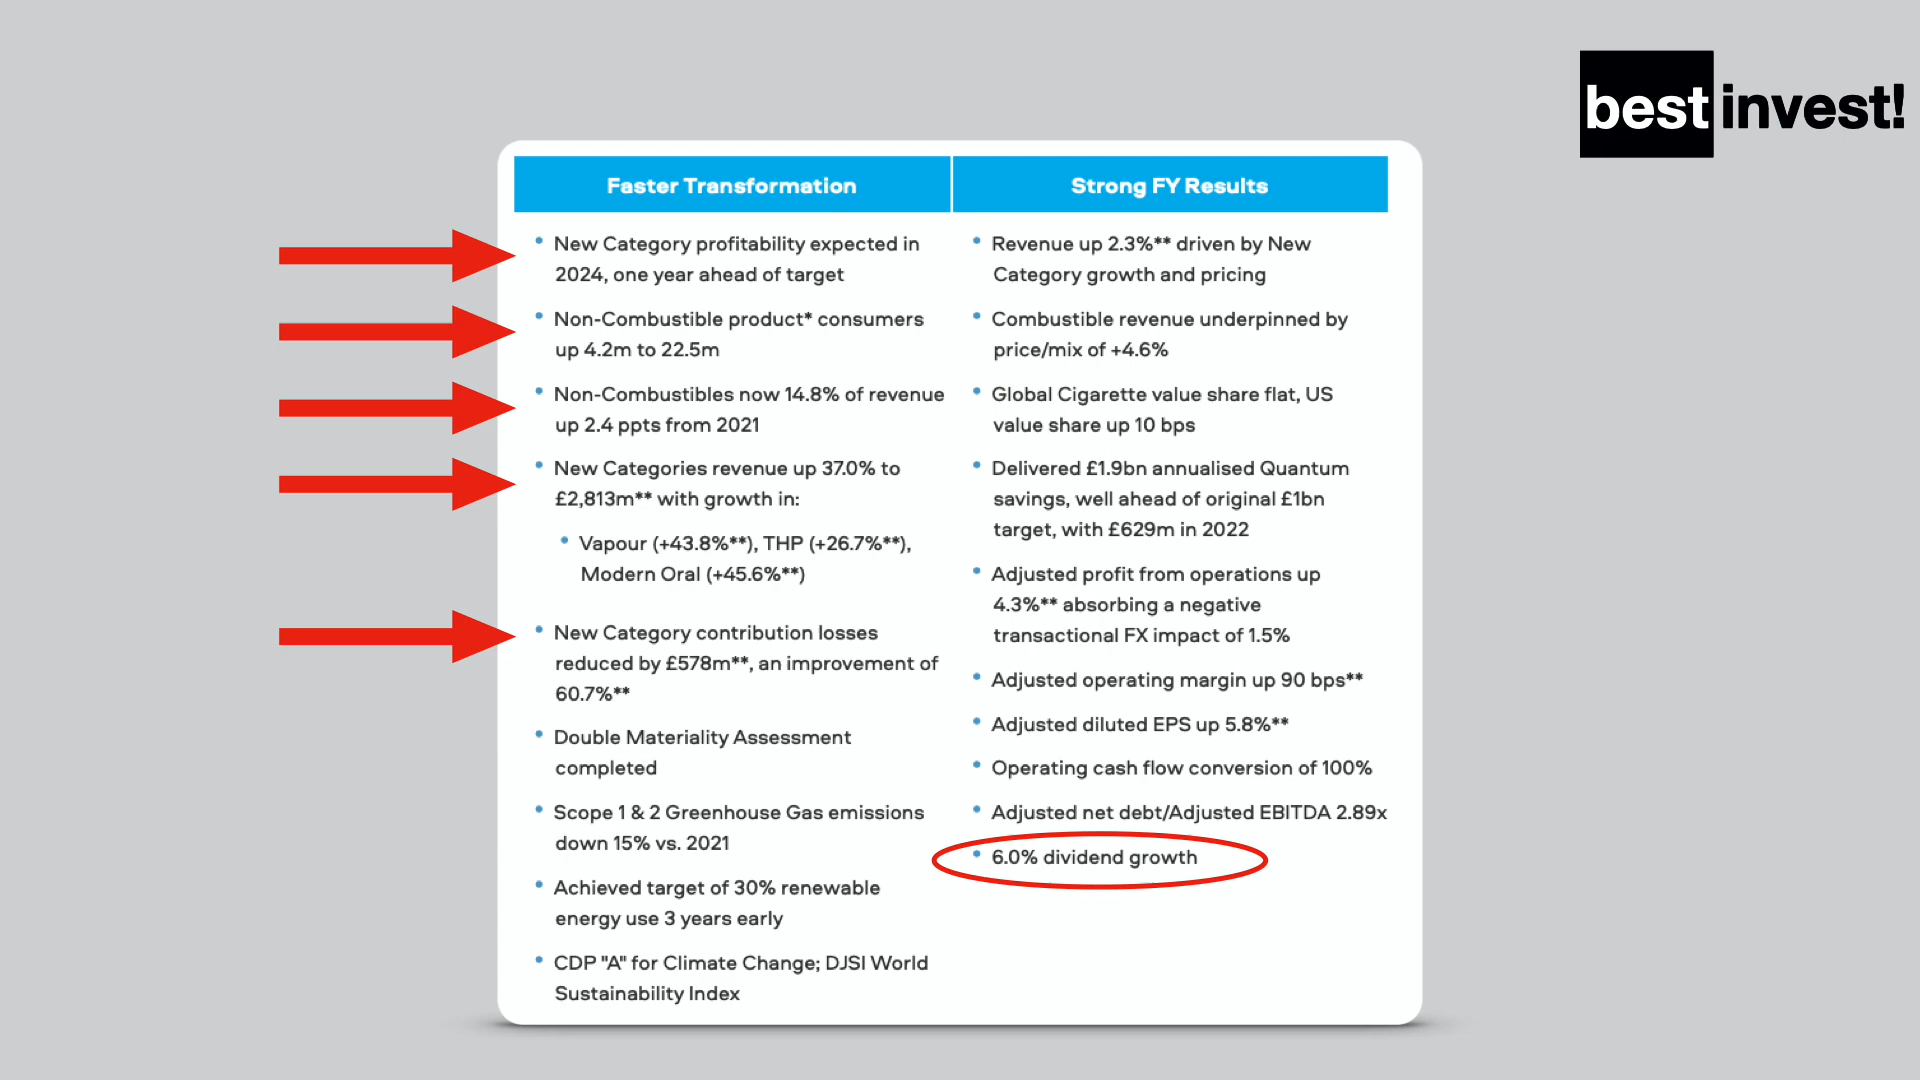 bestinvest!
Faster Transformation
New Category profitability expected in
2024, one year ahead of target
Non-Combustible product* consumers
up 4.2m to 22.5m
Non-Combustibles now 14.8% of revenue
up 2.4 ppts from 2021
New Categories revenue up 37.0% to
£2,813m** with growth in:
Vapour (+43.8%**), THP (+26.7%**),
Modern Oral (+45.6%**)
New Category contribution losses
reduced by £578m**, an improvement of
60.7%**
Double Materiality Assessment
completed
Scope 1 & 2 Greenhouse Gas emissions
down 15% vs. 2021
Achieved target of 30% renewable
energy use 3 years early
CDP "A" for Climate Change; DJSI World
Sustainability Index
Strong FY Results
Revenue up 2.3%** driven by New
Category growth and pricing
Combustible revenue underpinned by
price/mix of +4.6%
Global Cigarette value share flat, US
value share up 10 bps
Delivered £1.9bn annualised Quantum
savings, well ahead of original £1bn
target, with £629m in 2022
Adjusted profit from operations up
4.3%** absorbing a negative
transactional FX impact of 1.5%
Adjusted operating margin up 90 bps**
Adjusted diluted EPS up 5.8%**
Operating cash flow conversion of 100%
Adjusted net debt/Adjusted EBITDA 2.89x
6.0% dividend growth